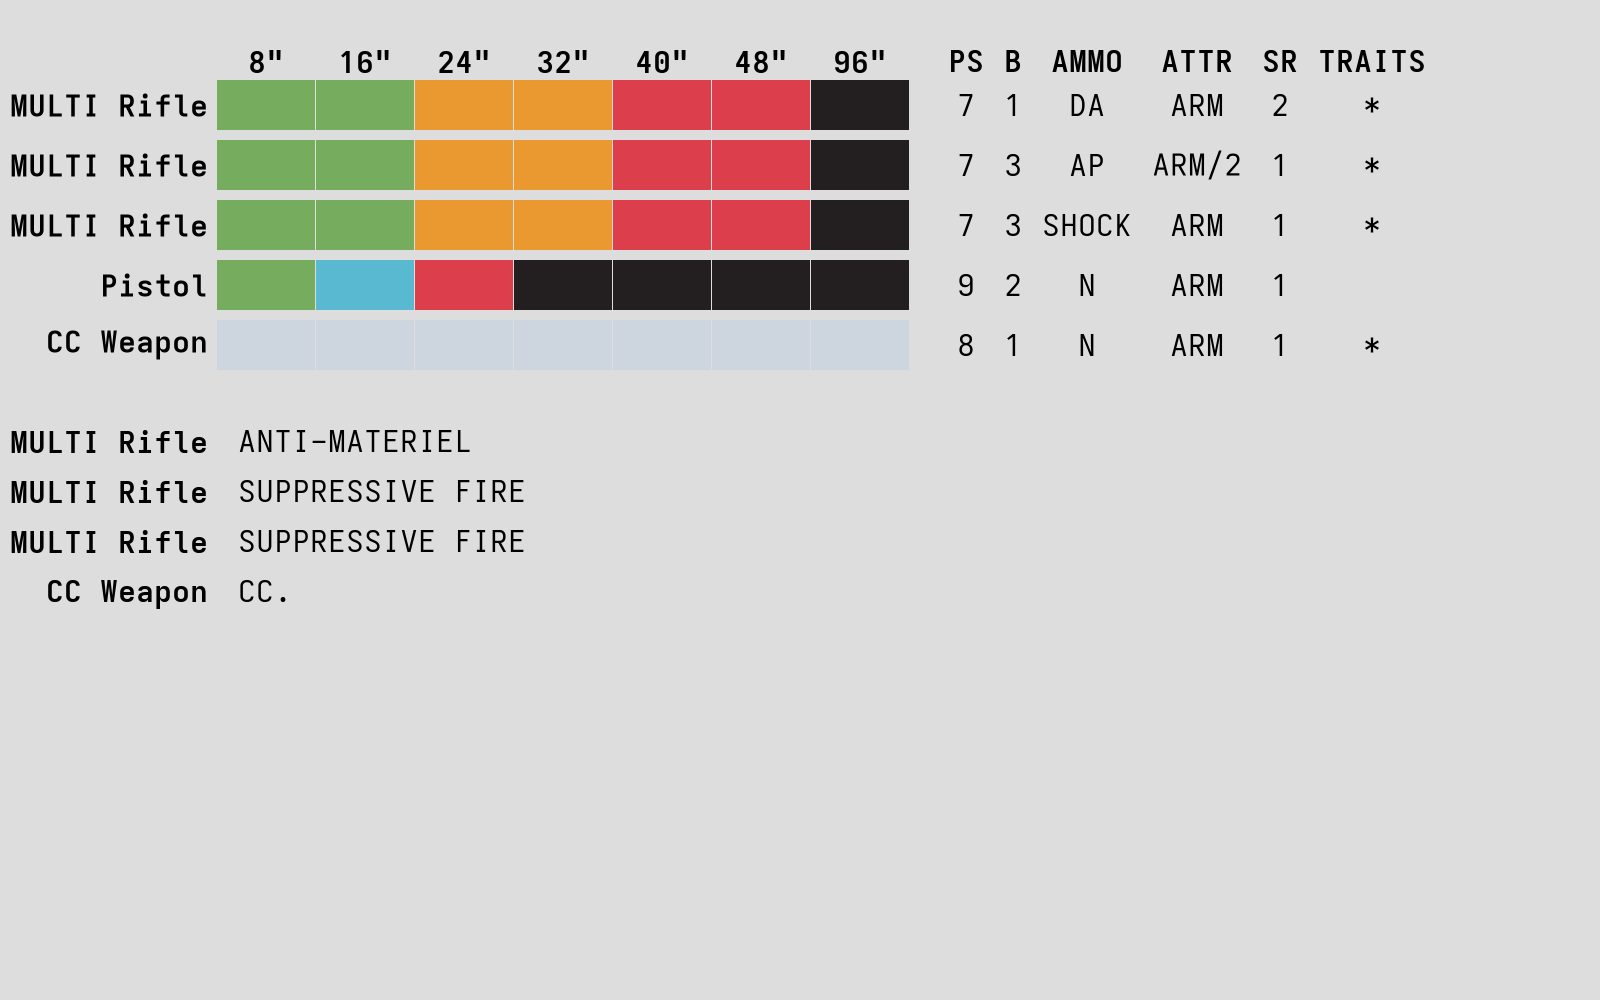 8" 16" 24" 32" 40" 48" 96" PS B AMMO ATTR SR TRAITS
MULTI Rifle 7 1 DA ARM 2 *
MULTI Rifle 7 3 AP ARM/2 1 *
MULTI Rifle 7 3 SHOCK ARM 1 *
Pistol 9 2 N ARM 1
CC Weapon 8 1 N ARM 1 *
MULTI Rifle ANTI-MATERIEL
MULTI Rifle SUPPRESSIVE FIRE
MULTI Rifle SUPPRESSIVE FIRE
CC Weapon CC.